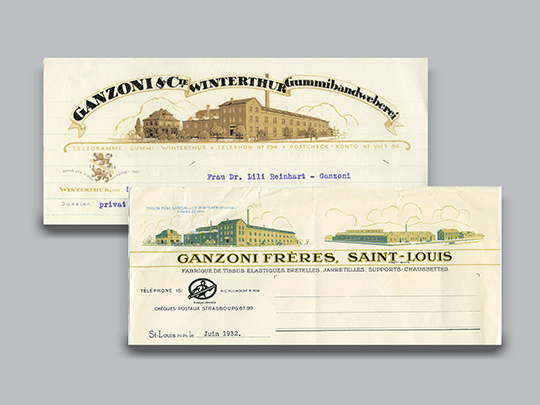 GANZONI & CIE WINTERTHUR Gummibandweberei
TELEGRAMME: GUMMI-WINTERTHUR • TELEPHON No 794 • POSTCHECK-KONTO No VIII b 84
Frau Dr. Lili Reinhart - Ganzoni
WINTERTHUR,
Dossier. privat
GANZONI FRÈRES, SAINT-LOUIS
FABRIQUE DE TISSUS ÉLASTIQUES, BRETELLES, JARRETELLES, SUPPORTS-CHAUSSETTES.
TÉLÉPHONE 151
CHÈQUES POSTAUX STRASBOURG 87.99
St-Louis le Juin 1932.